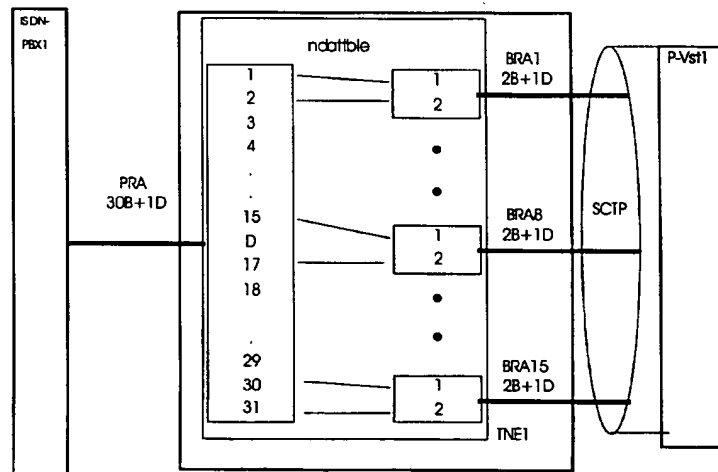 ISDN-
PBX1
PRA
30B+1D
ndattble
1
2
3
4
.
.
15
D
17
18
.
29
30
31
1
2
1
2
1
2
BRA1
2B+1D
BRA8
2B+1D
BRA15
2B+1D
TNE1
SCTP
P-Vst1